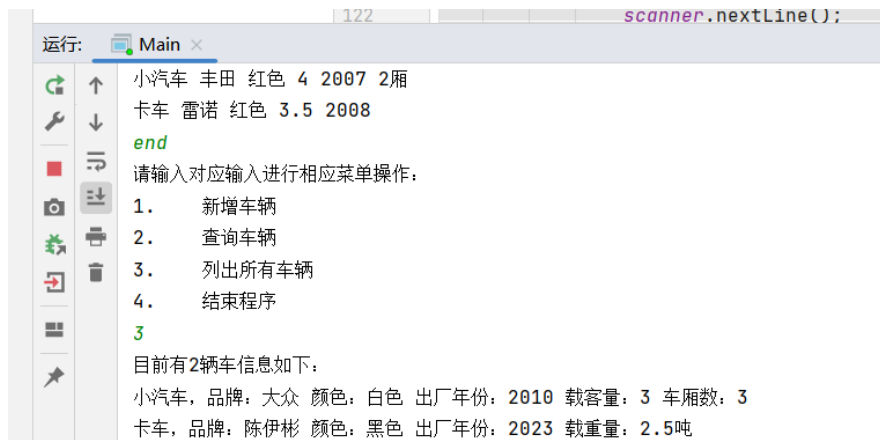 122 scanner.nextLine();
运行: Main ×
小汽车 丰田 红色 4 2007 2厢
卡车 雷诺 红色 3.5 2008
end
请输入对应输入进行相应菜单操作:
1. 新增车辆
2. 查询车辆
3. 列出所有车辆
4. 结束程序
3
目前有2辆车信息如下:
小汽车, 品牌: 大众 颜色: 白色 出厂年份: 2010 载客量: 3 车厢数: 3
卡车, 品牌: 陈伊彬 颜色: 黑色 出厂年份: 2023 载重量: 2.5吨